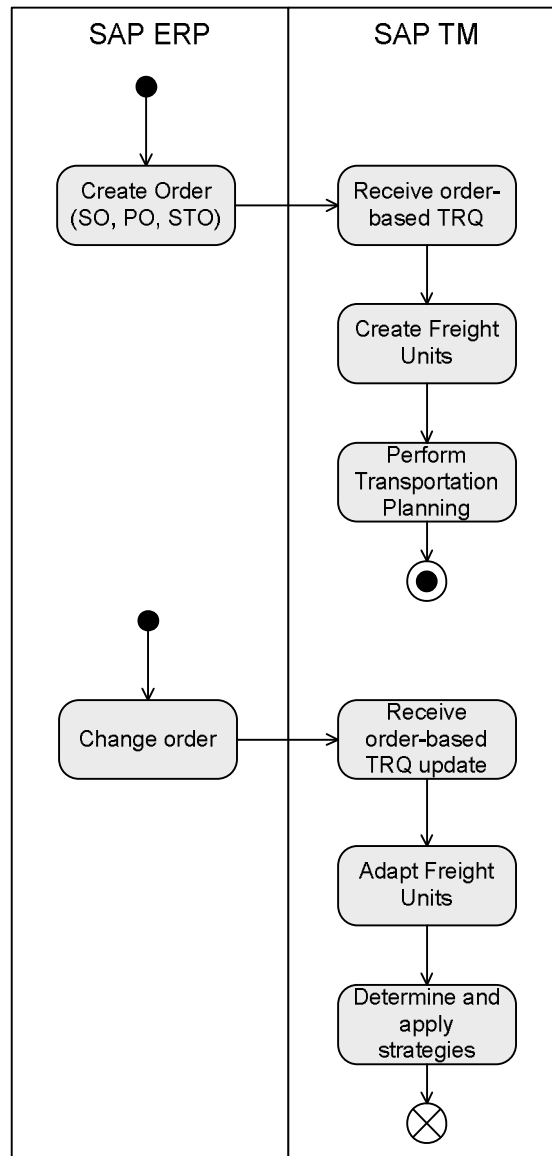 SAP ERP
SAP TM
Create Order
(SO, PO, STO)
Receive order-
based TRQ
Create Freight
Units
Perform
Transportation
Planning
Change order
Receive
order-based
TRQ update
Adapt Freight
Units
Determine and
apply
strategies